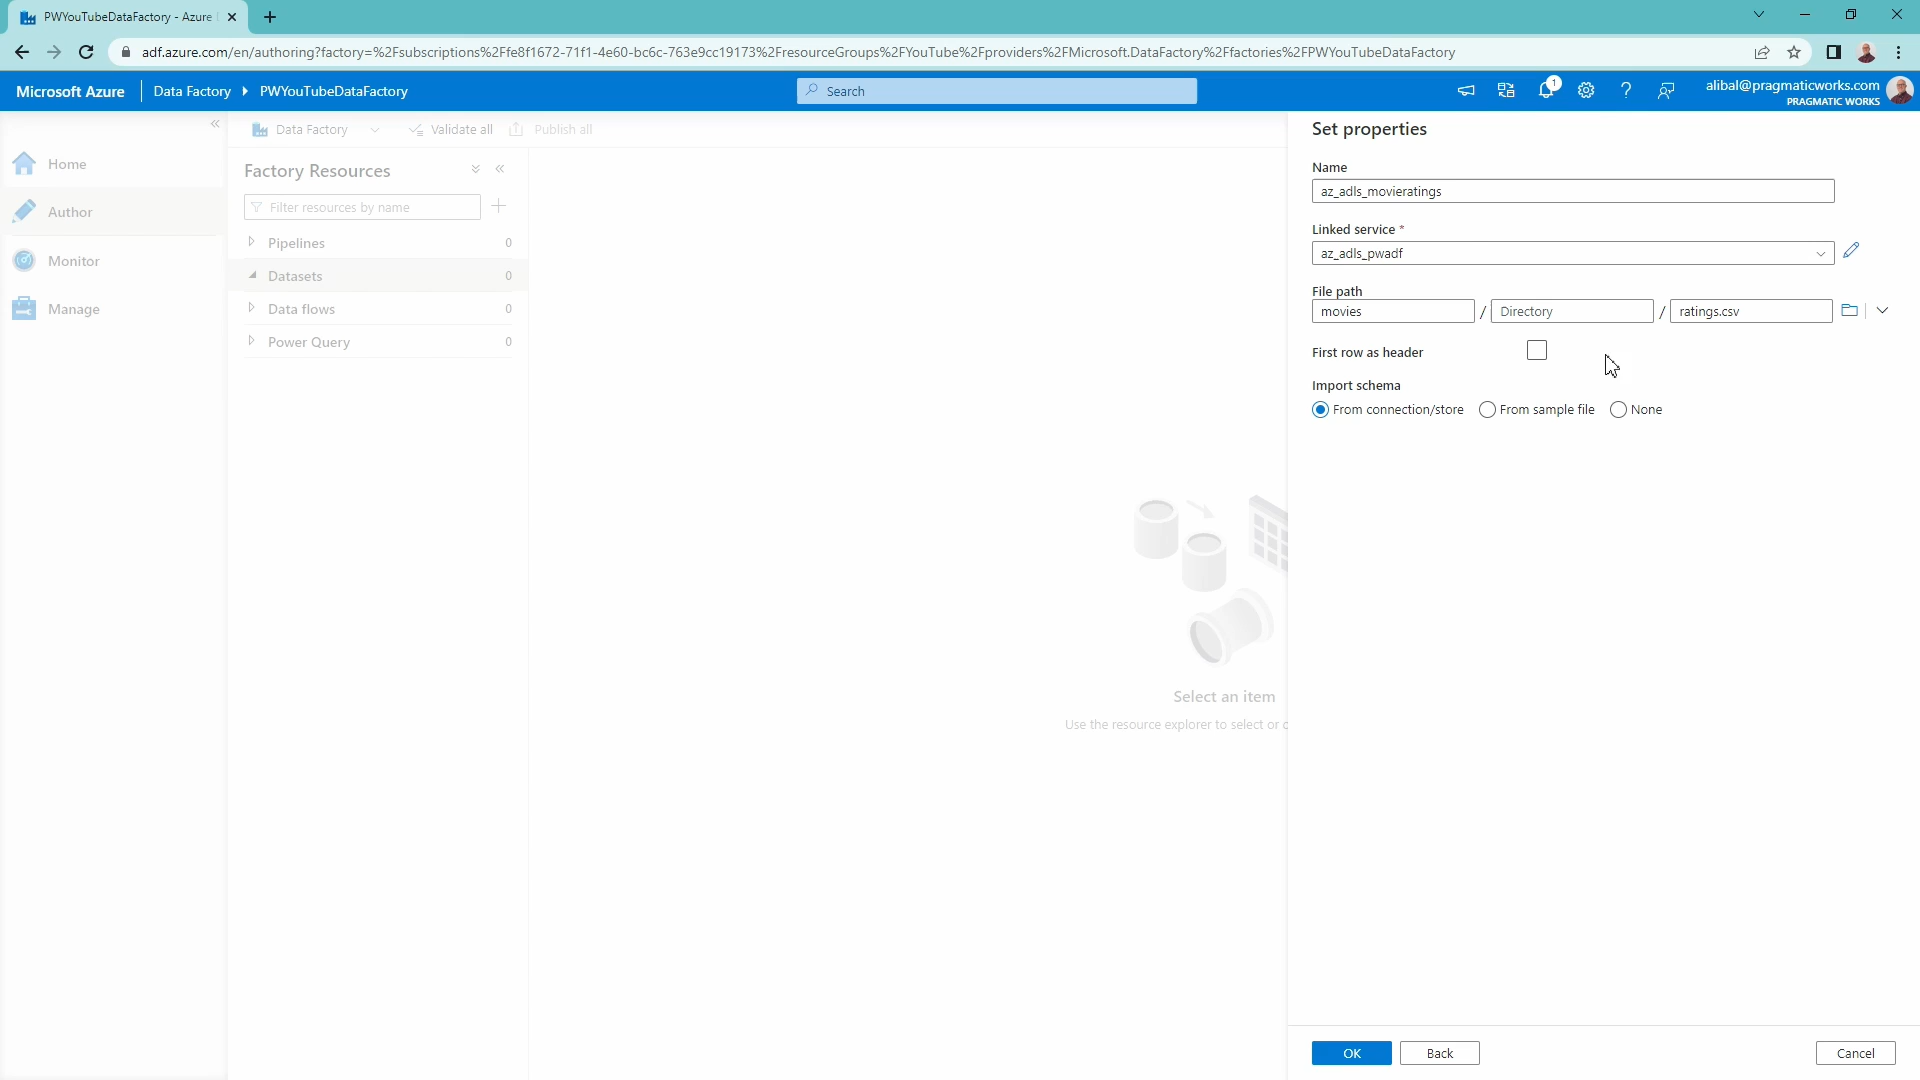 PWYouTubeDataFactory - Azure
adf.azure.com/en/authoring?factory=%2Fsubscriptions%2Ffe8f1672-71f1-4e60-bc6c-763e9cc19173%2FresourceGroups%2FYouTube%2Fproviders%2FMicrosoft.DataFactory%2Ffactories%2FPWYouTubeDataFactory
Microsoft Azure
Data Factory
PWYouTubeDataFactory
Search
1
alibal@pragmaticworks.com
PRAGMATIC WORKS
Home
Author
Monitor
Manage
Data Factory
Validate all
Publish all
Factory Resources
Filter resources by name
Pipelines 0
Datasets 0
Data flows 0
Power Query 0
Select an item
Use the resource explorer to select or
Set properties
Name
az_adls_movieratings
Linked service *
az_adls_pwadf
File path
movies / Directory / ratings.csv
First row as header
Import schema
From connection/store From sample file None
OK Back Cancel